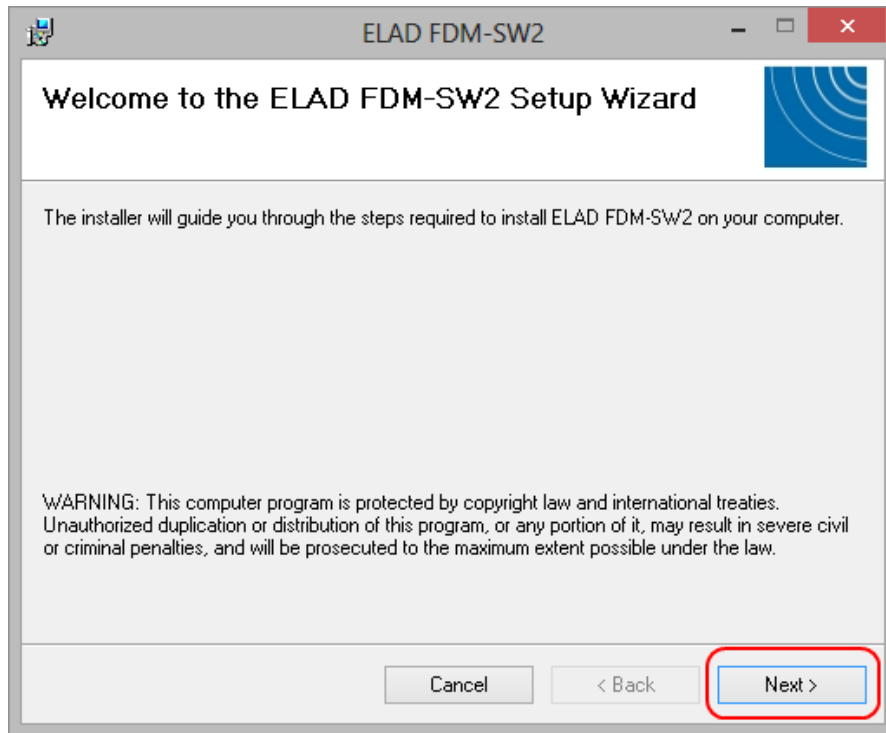 ELAD FDM-SW2
Welcome to the ELAD FDM-SW2 Setup Wizard
The installer will guide you through the steps required to install ELAD FDM-SW2 on your computer.
WARNING: This computer program is protected by copyright law and international treaties.
Unauthorized duplication or distribution of this program, or any portion of it, may result in severe civil
or criminal penalties, and will be prosecuted to the maximum extent possible under the law.
Cancel < Back Next >